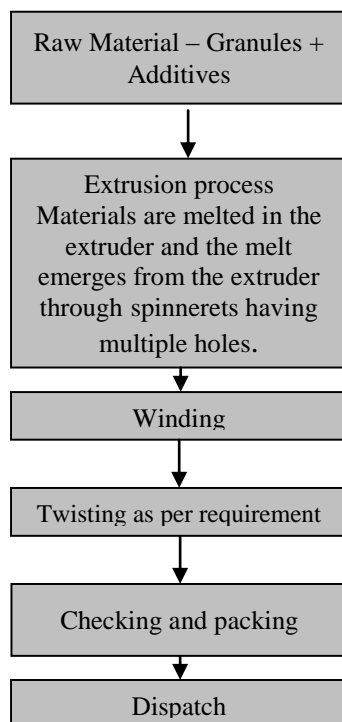 Raw Material – Granules +
Additives
Extrusion process
Materials are melted in the
extruder and the melt
emerges from the extruder
through spinnerets having
multiple holes.
Winding
Twisting as per requirement
Checking and packing
Dispatch